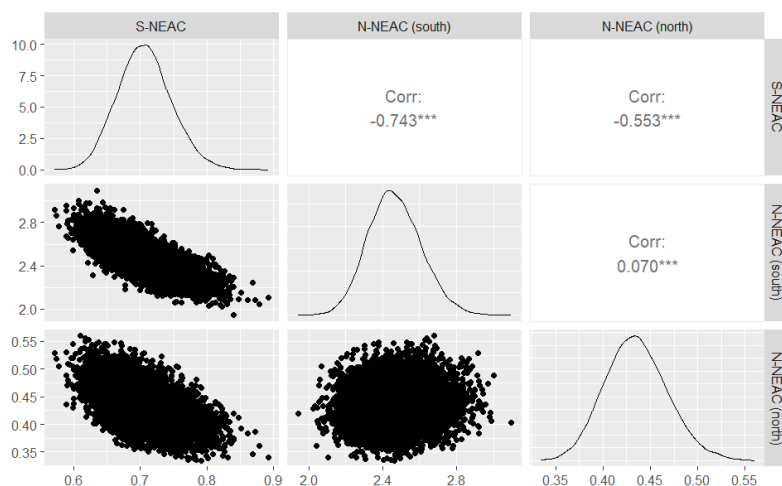 S-NEAC
N-NEAC (south)
N-NEAC (north)
10.0
7.5
5.0
2.5
0.0
Corr:
-0.743***
Corr:
-0.553***
S-NEAC
2.8
2.4
2.0
Corr:
0.070***
N-NEAC (south)
0.55
0.50
0.45
0.40
0.35
N-NEAC (north)
0.6 0.7 0.8 0.9
2.0 2.4 2.8
0.35 0.40 0.45 0.50 0.55